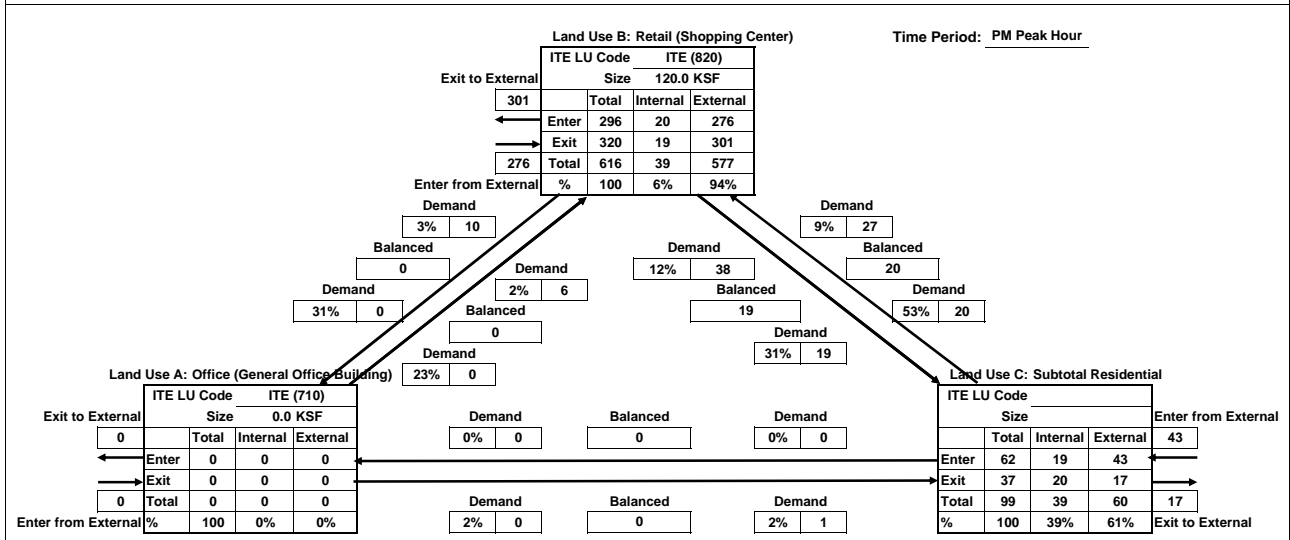 Land Use B: Retail (Shopping Center)
Time Period: PM Peak Hour
ITE LU Code ITE (820)
Exit to External Size 120.0 KSF
301 Total Internal External
Enter 296 20 276
Exit 320 19 301
276 Total 616 39 577
Enter from External % 100 6% 94%
Demand Demand
3% 10 9% 27
Balanced Demand Balanced
0 Demand 12% 38 20
Demand 2% 6 Balanced Demand
31% 0 Balanced 19 53% 20
0 Demand
Demand 31% 19
Land Use A: Office (General Office Building) 23% 0 Land Use C: Subtotal Residential
ITE LU Code ITE (710) ITE LU Code
Exit to External Size 0.0 KSF Demand Balanced Demand Size Enter from External
0 Total Internal External 0% 0 0 0% 0 Total Internal External 43
Enter 0 0 0 Enter 62 19 43
Exit 0 0 0 Exit 37 20 17
0 Total 0 0 0 Demand Balanced Demand Total 99 39 60 17
Enter from External % 100 0% 0% 2% 0 0 2% 1 % 100 39% 61% Exit to External